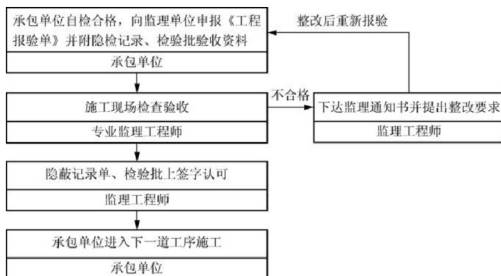 承包单位自检合格，向监理单位申报《工程
报验单》并附隐检记录、检验批验收资料
承包单位
整改后重新报验
施工现场检查验收
专业监理工程师
不合格
下达监理通知书并提出整改要求
监理工程师
隐蔽记录单、检验批上签字认可
监理工程师
承包单位进入下一道工序施工
承包单位